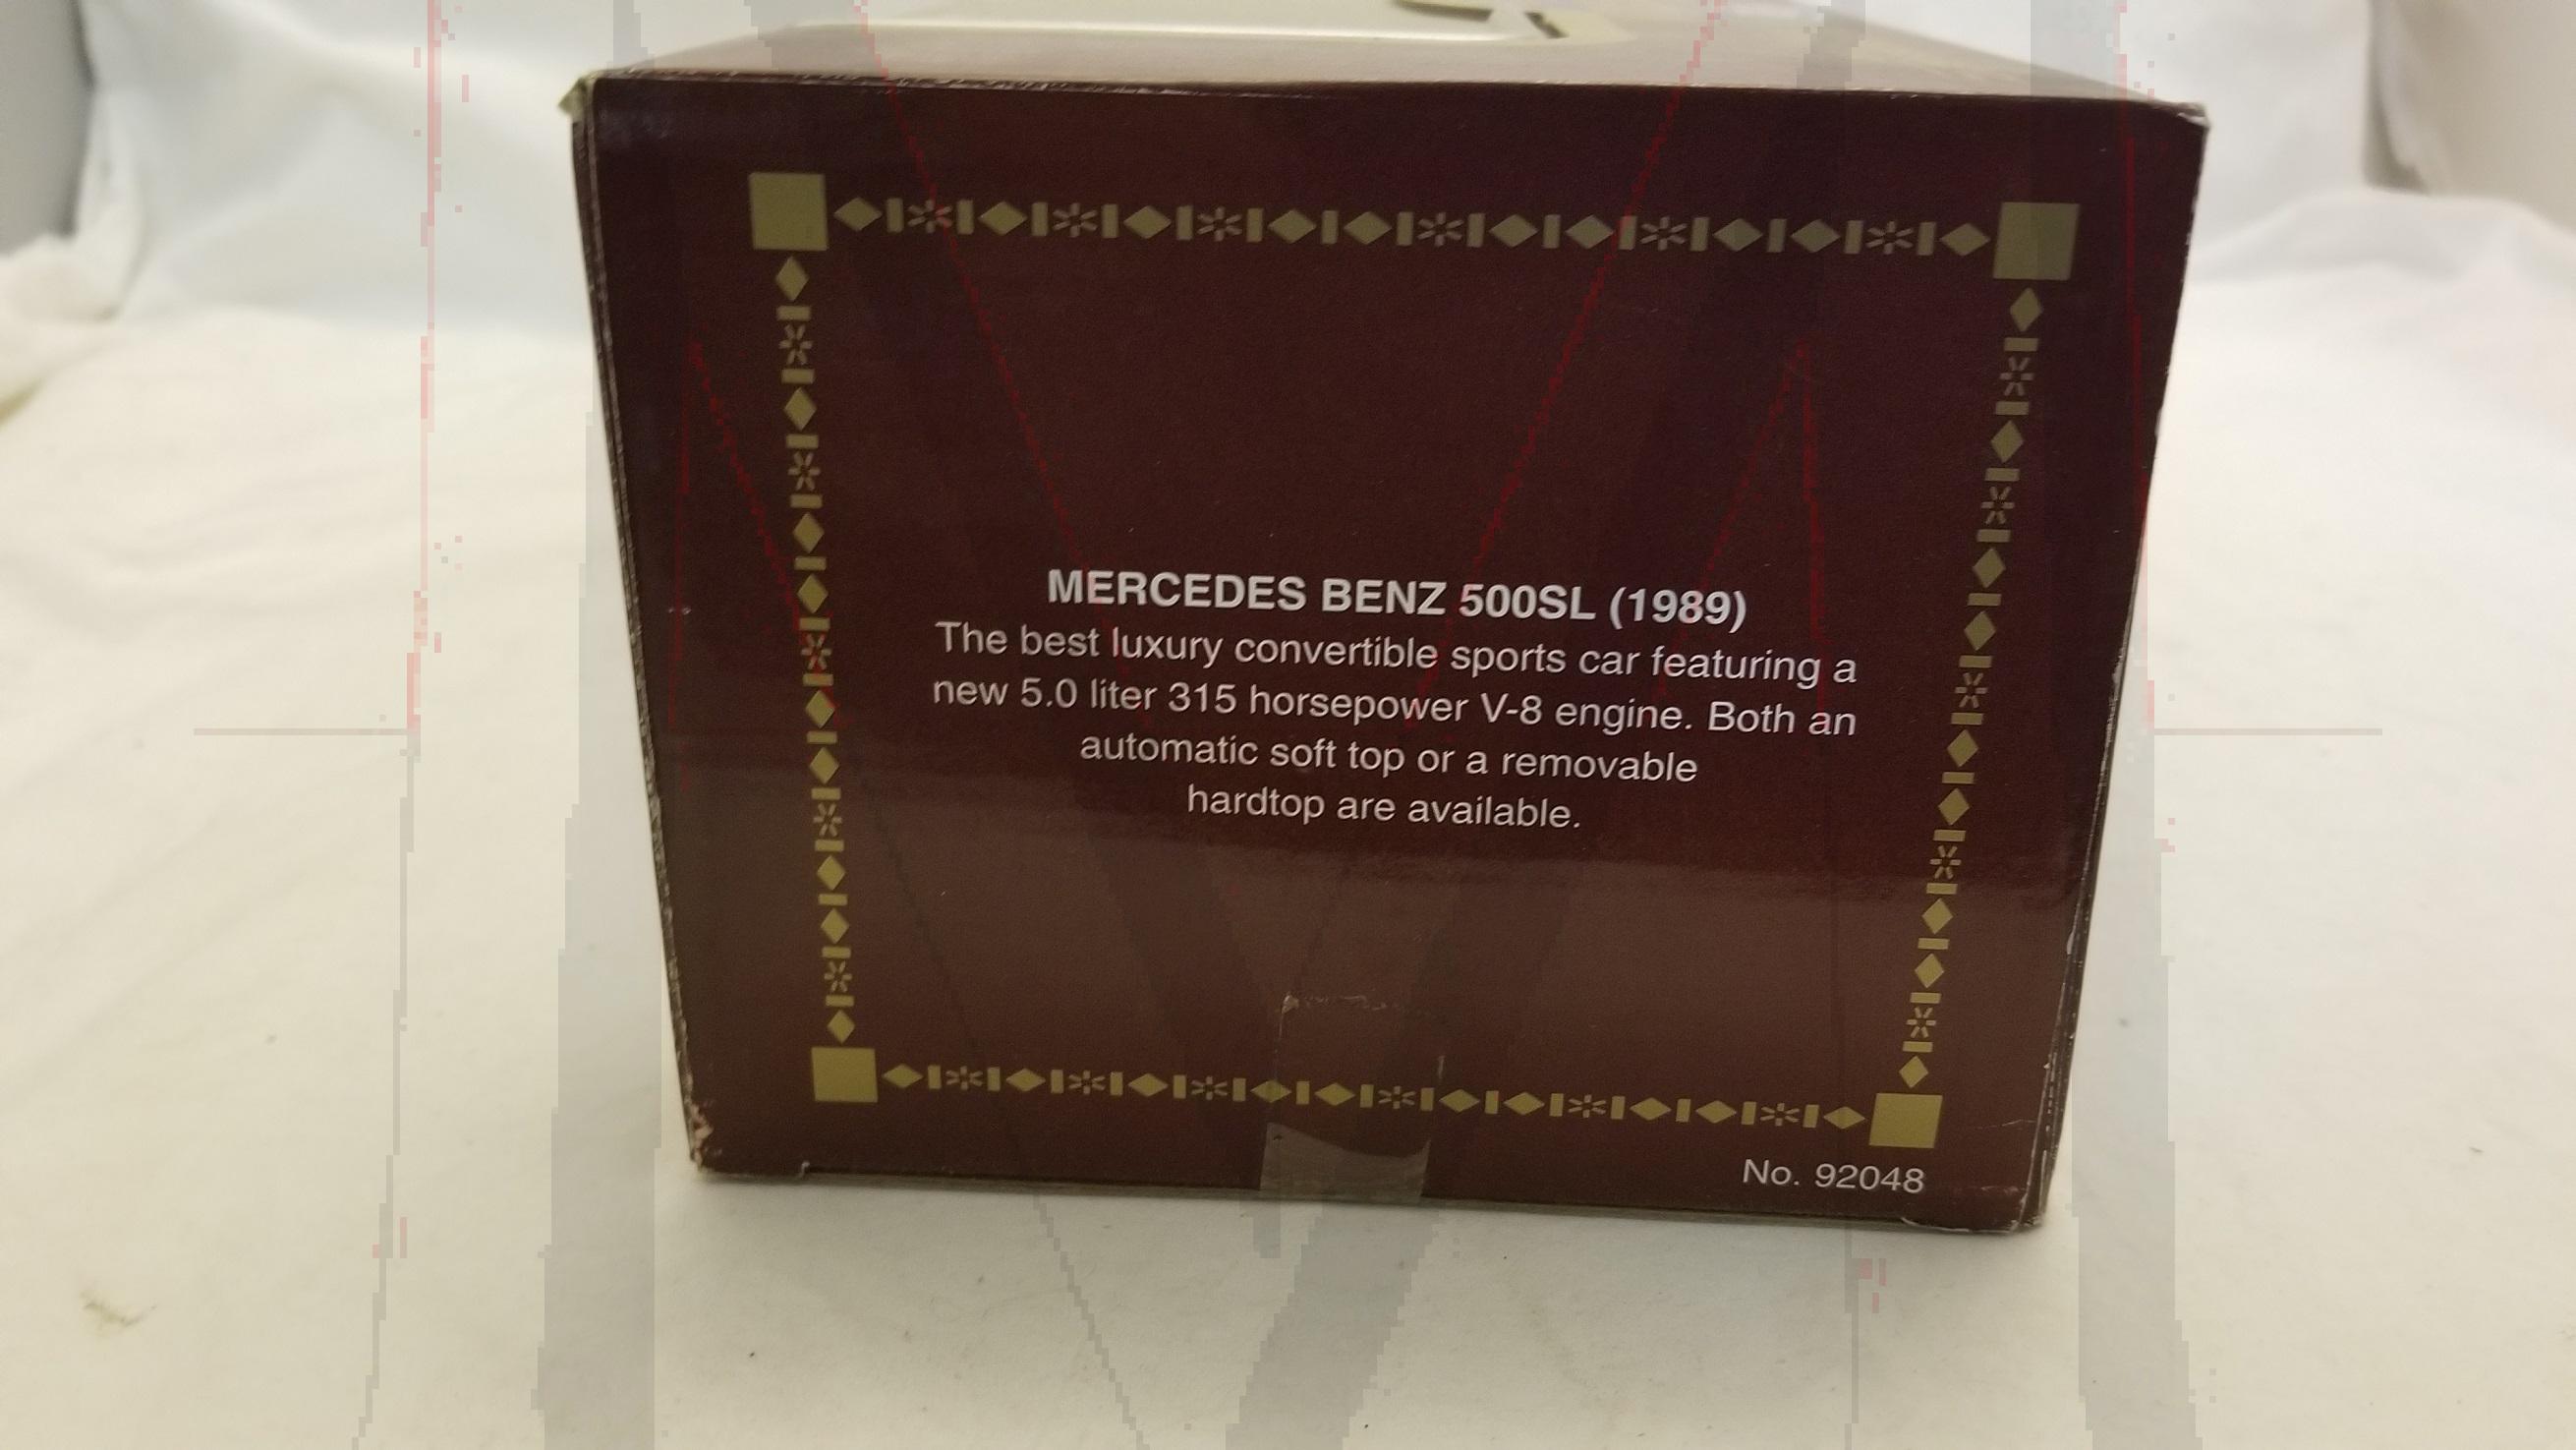 MERCEDES BENZ 500SL (1989)
The best luxury convertible sports car featuring a
new 5.0 liter 315 horsepower V-8 engine. Both an
automatic soft top or a removable
hardtop are available.
No. 92048